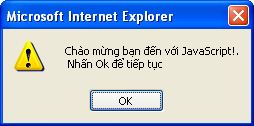 Microsoft Internet Explorer
Chào mừng bạn đến với JavaScript!.
Nhấn Ok để tiếp tục
OK